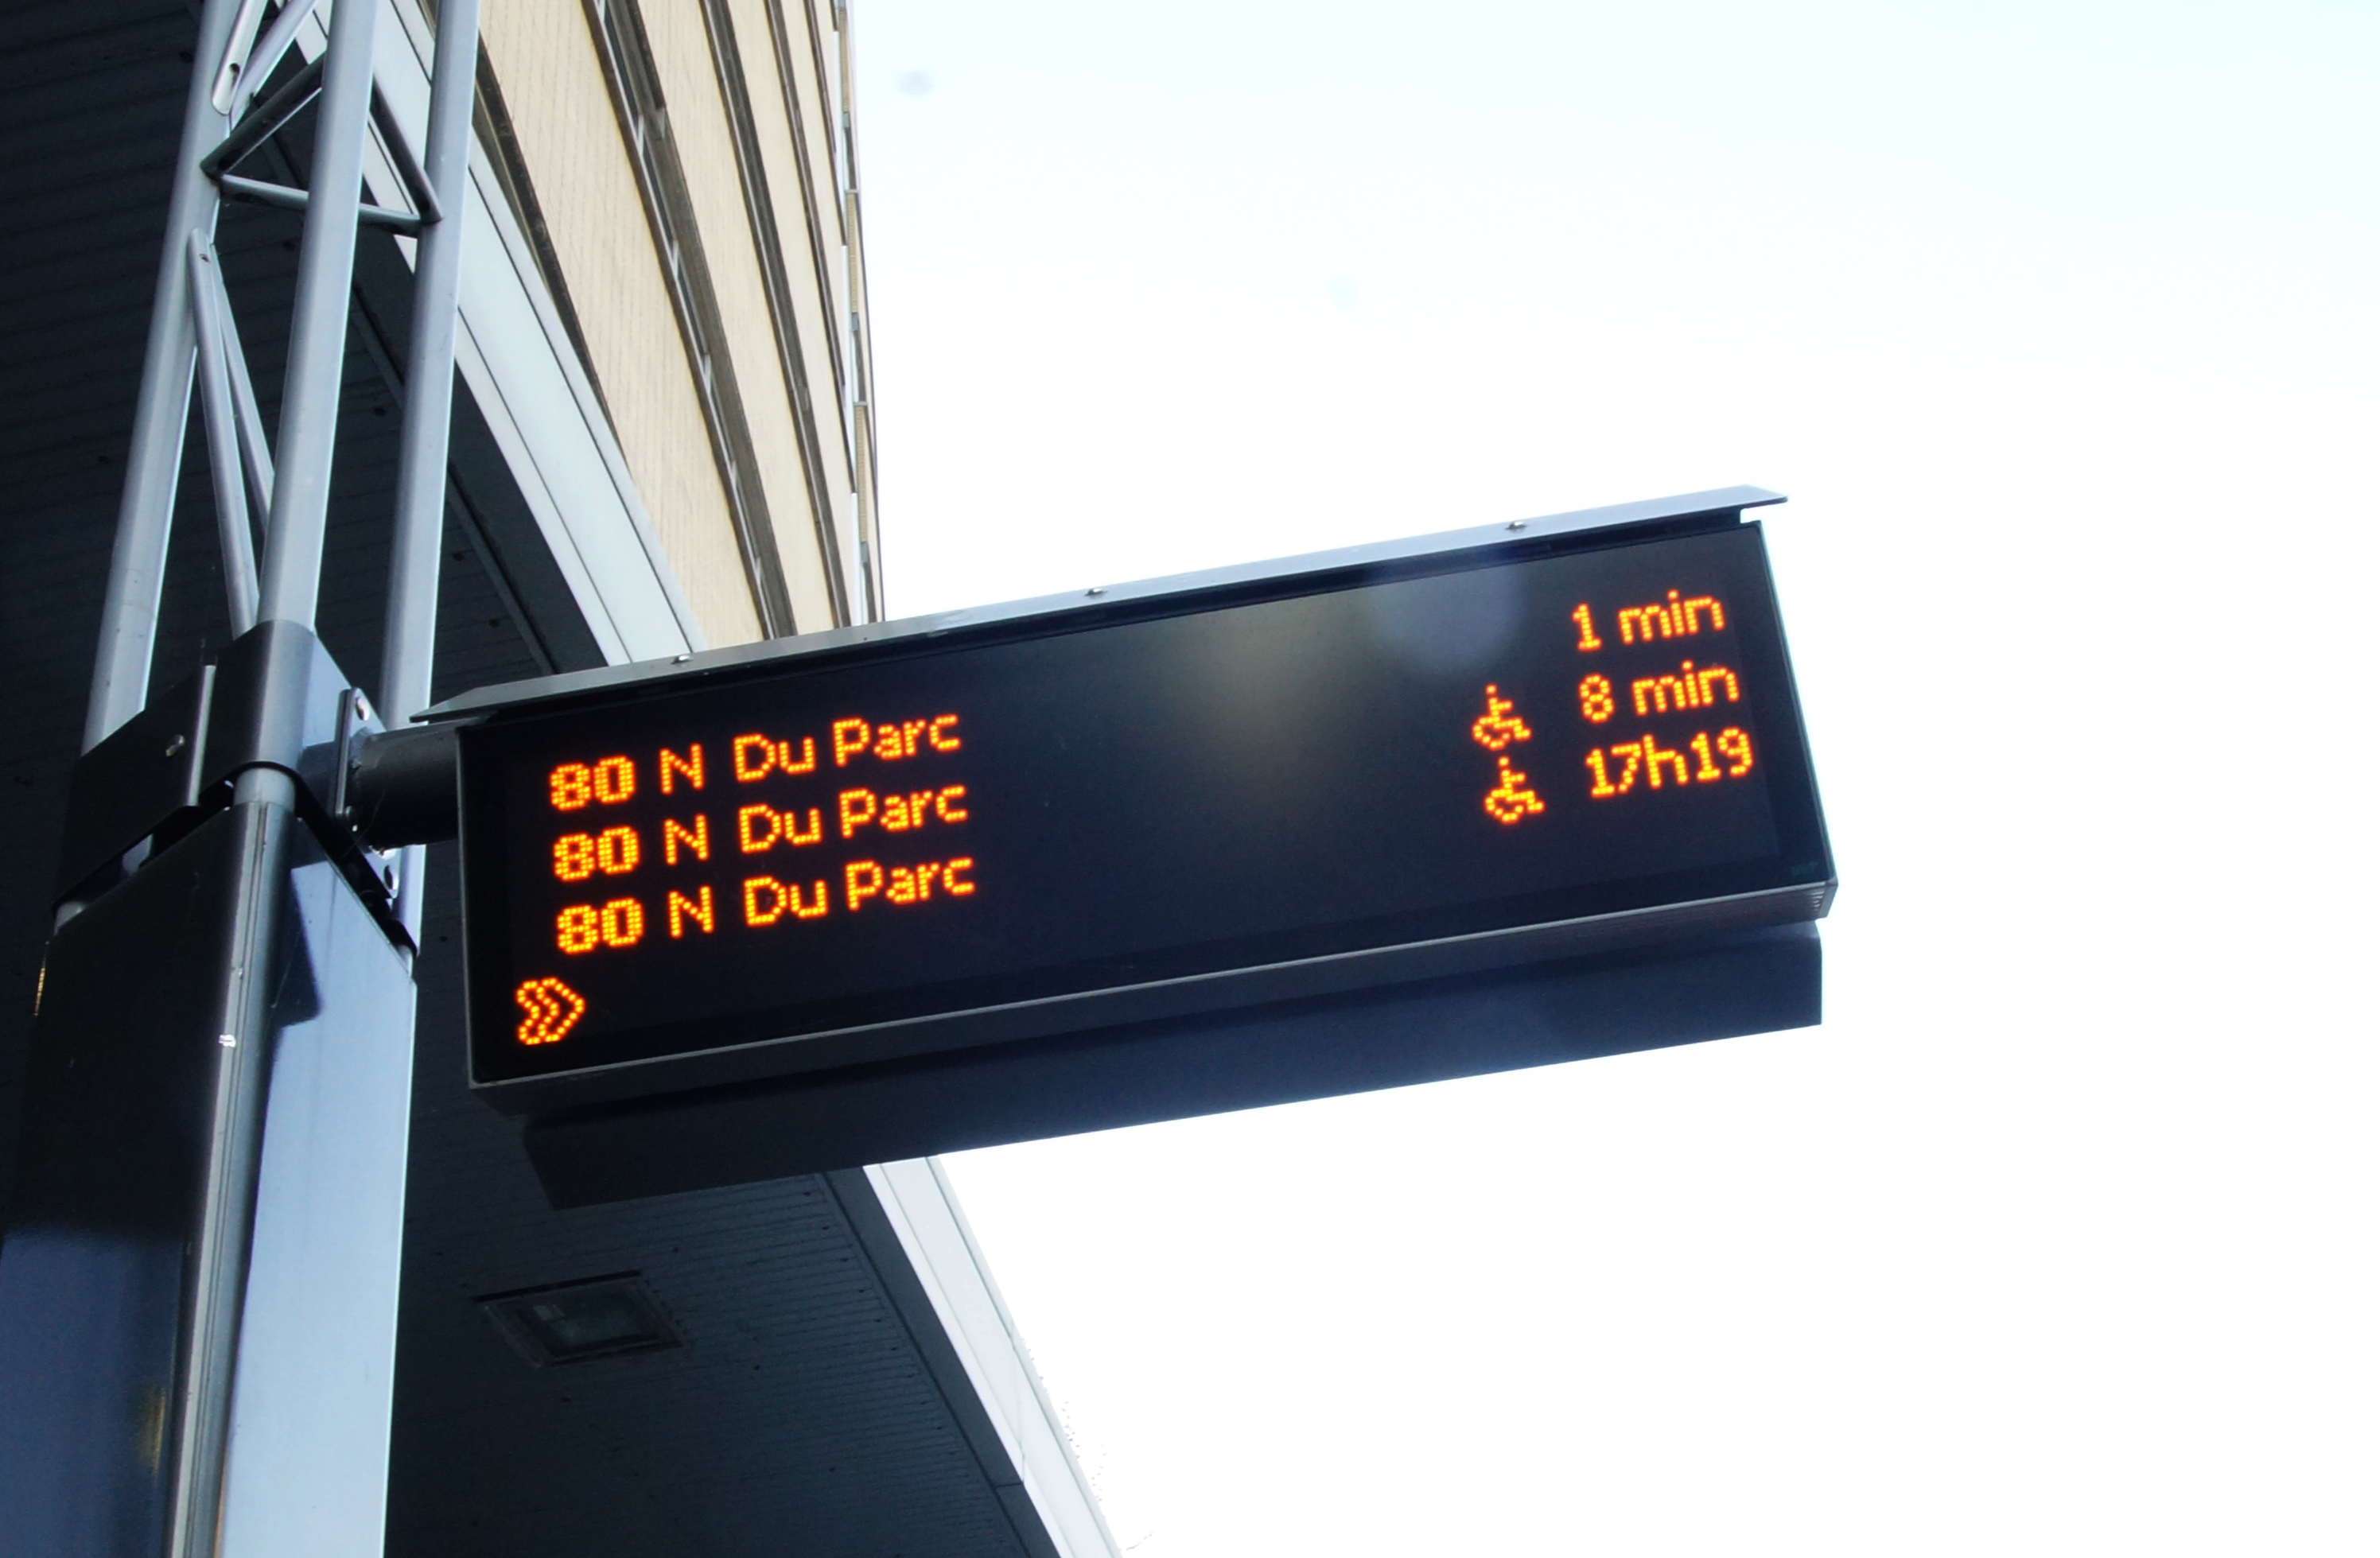 80 N Du Parc 1 min
80 N Du Parc 8 min
80 N Du Parc 17h19